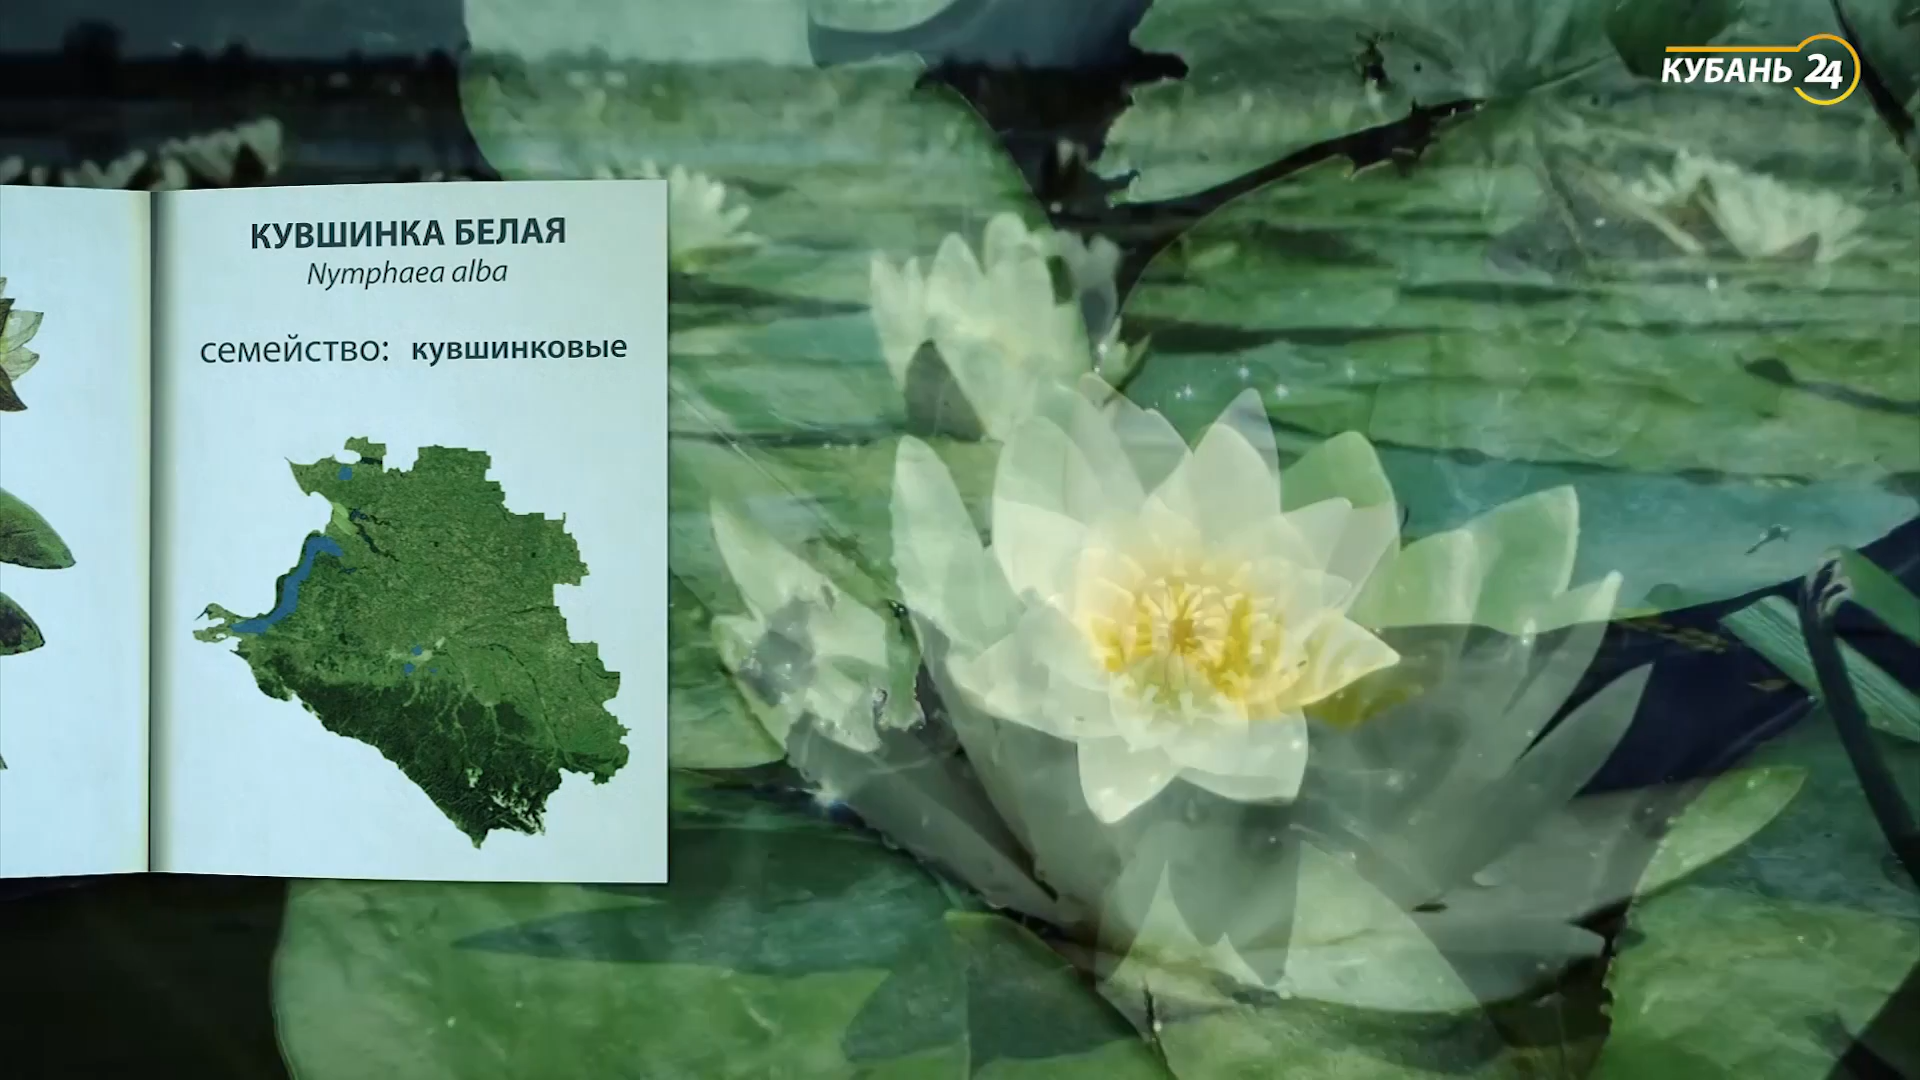 КУБАНЬ 24
КУВШИНКА БЕЛАЯ
Nymphaea alba
семейство: кувшинковые